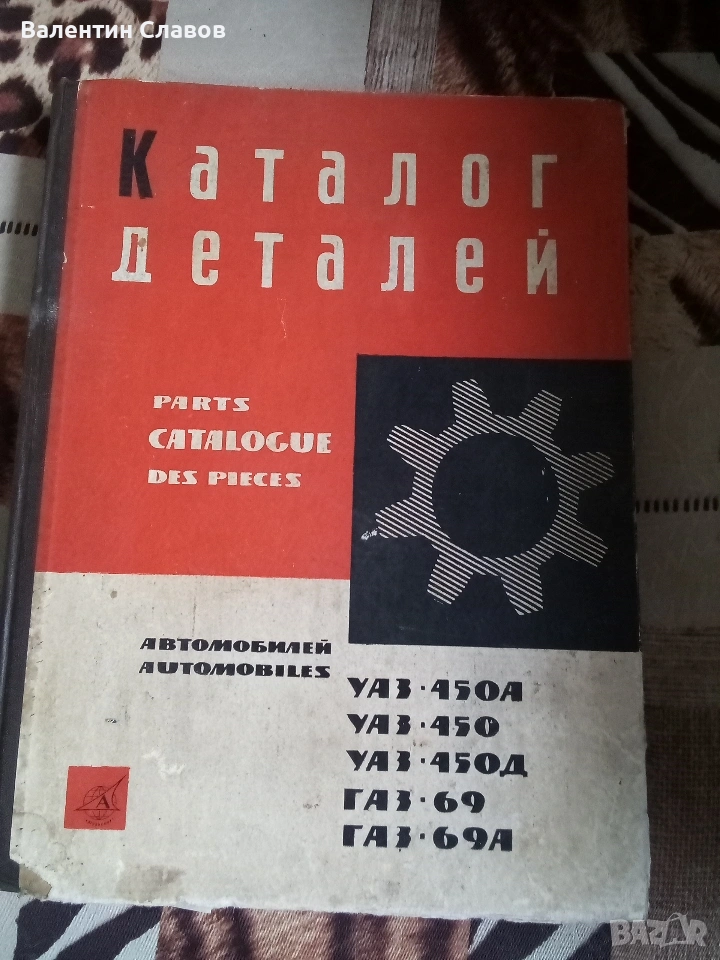 Валентин Славов
Каталог
деталей
PARTS
CATALOGUE
DES PIECES
АВТОМОБИЛЕЙ
AUTOMOBILES
УАЗ·450А
УАЗ·450
УАЗ·450Д
ГАЗ·69
ГАЗ·69А
BAZAR